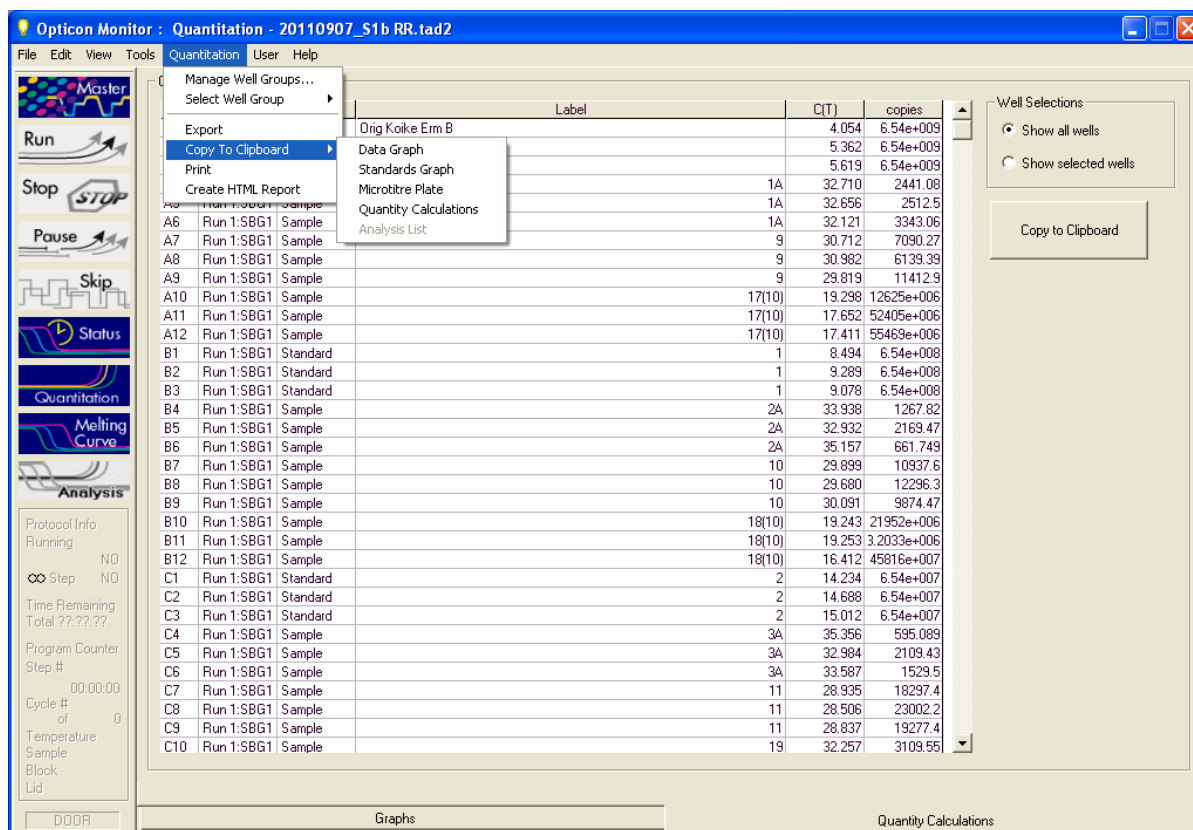 Opticon Monitor : Quantitation - 20110907_S1b RR.tad2
File Edit View Tools Quantitation User Help
Master
Run
Stop STOP
Pause
Skip
Status
Quantitation
Melting Curve
Analysis
Protocol Info
Running
NO
Step NO
Time Remaining
Total ??:??:??
Program Counter
Step #
00:00:00
Cycle #
of 0
Temperature
Sample
Block
Lid
DOOR
Manage Well Groups...
Select Well Group
Export
Copy To Clipboard
Print
Create HTML Report
Data Graph
Standards Graph
Microtitre Plate
Quantity Calculations
Analysis List
Label C(T) copies
Orig Koike Erm B 4.054 6.54e+009
5.362 6.54e+009
5.619 6.54e+009
1A 32.710 2441.08
1A 32.656 2512.5
A6 Run 1:SBG1 Sample 1A 32.121 3343.06
A7 Run 1:SBG1 Sample 9 30.712 7090.27
A8 Run 1:SBG1 Sample 9 30.982 6139.39
A9 Run 1:SBG1 Sample 9 29.819 11412.9
A10 Run 1:SBG1 Sample 17(10) 19.298 12625e+006
A11 Run 1:SBG1 Sample 17(10) 17.652 52405e+006
A12 Run 1:SBG1 Sample 17(10) 17.411 55469e+006
B1 Run 1:SBG1 Standard 1 8.494 6.54e+008
B2 Run 1:SBG1 Standard 1 9.289 6.54e+008
B3 Run 1:SBG1 Standard 1 9.078 6.54e+008
B4 Run 1:SBG1 Sample 2A 33.938 1267.82
B5 Run 1:SBG1 Sample 2A 32.932 2169.47
B6 Run 1:SBG1 Sample 2A 35.157 661.749
B7 Run 1:SBG1 Sample 10 29.899 10937.6
B8 Run 1:SBG1 Sample 10 29.680 12296.3
B9 Run 1:SBG1 Sample 10 30.091 9874.47
B10 Run 1:SBG1 Sample 18(10) 19.243 21952e+006
B11 Run 1:SBG1 Sample 18(10) 19.253 3.2033e+006
B12 Run 1:SBG1 Sample 18(10) 16.412 45816e+007
C1 Run 1:SBG1 Standard 2 14.234 6.54e+007
C2 Run 1:SBG1 Standard 2 14.688 6.54e+007
C3 Run 1:SBG1 Standard 2 15.012 6.54e+007
C4 Run 1:SBG1 Sample 3A 35.356 595.089
C5 Run 1:SBG1 Sample 3A 32.984 2109.43
C6 Run 1:SBG1 Sample 3A 33.587 1529.5
C7 Run 1:SBG1 Sample 11 28.935 18297.4
C8 Run 1:SBG1 Sample 11 28.506 23002.2
C9 Run 1:SBG1 Sample 11 28.837 19277.4
C10 Run 1:SBG1 Sample 19 32.257 3109.55
Well Selections
Show all wells
Show selected wells
Copy to Clipboard
Graphs
Quantity Calculations